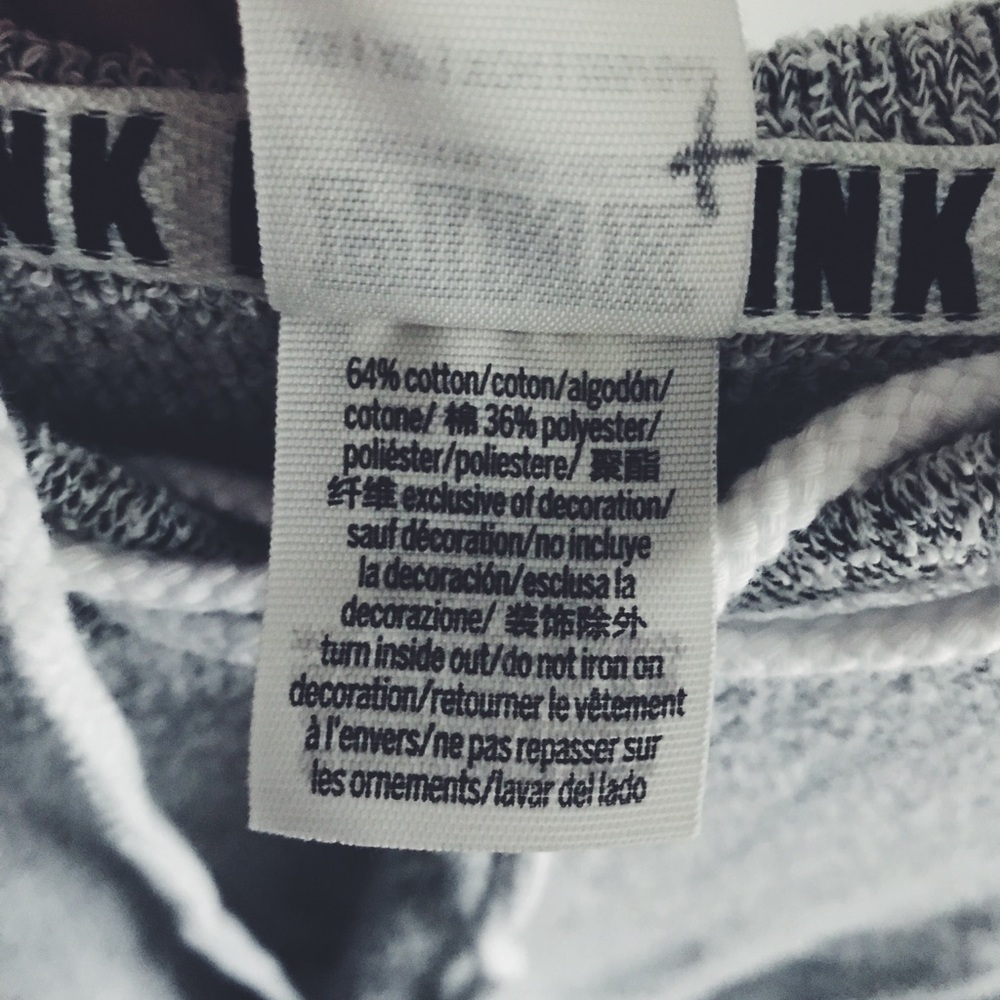 NK INK
64% cotton/coton/algodón/
cotone/ 棉 36% polyester/
poliéster/poliestere/ 聚酯
纤维 exclusive of decoration/
sauf décoration/no incluye
la decoración/esclusa la
decorazione/ 装饰除外
turn inside out/do not iron on
decoration/retourner le vêtement
à l'envers/ne pas repasser sur
les ornements/lavar del lado